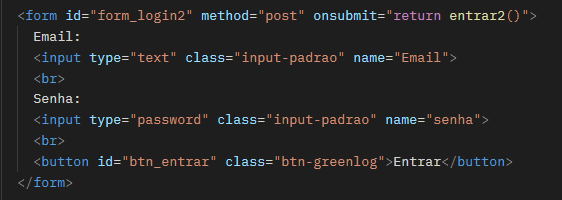 <form id="form_login2" method="post" onsubmit="return entrar2()">
Email:
<input type="text" class="input-padrao" name="Email">
<br>
Senha:
<input type="password" class="input-padrao" name="senha">
<br>
<button id="btn_entrar" class="btn-greenlog">Entrar</button>
</form>